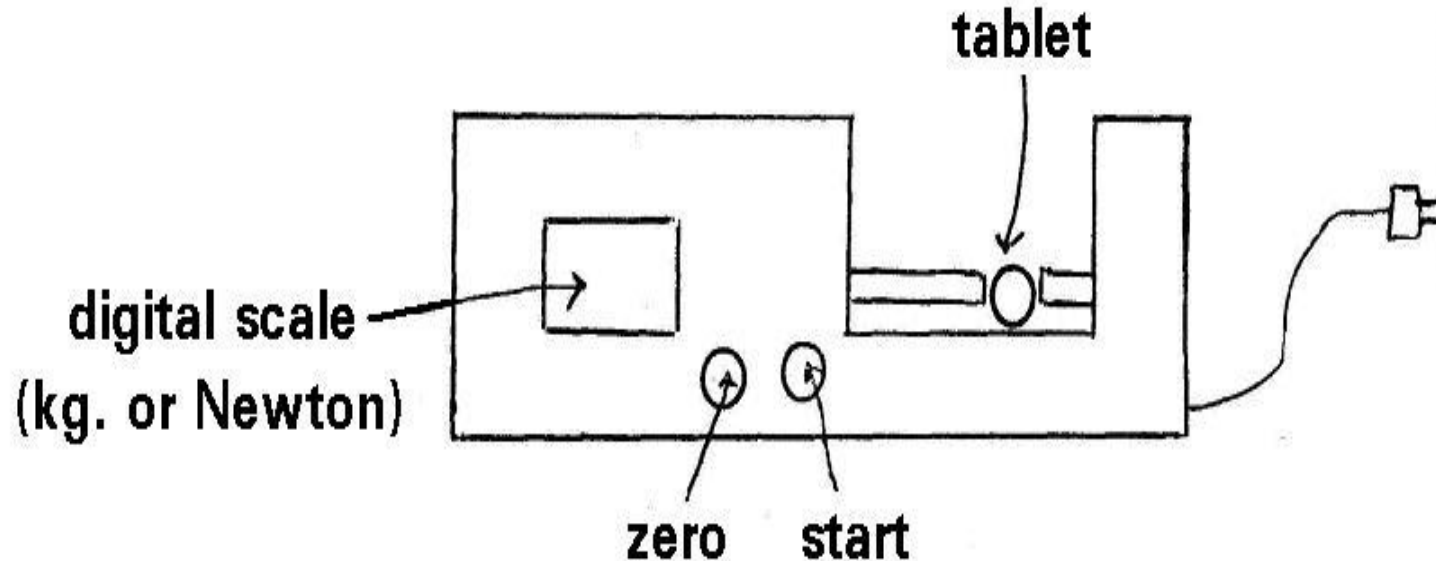 tablet
digital scale
(kg. or Newton)
zero
start